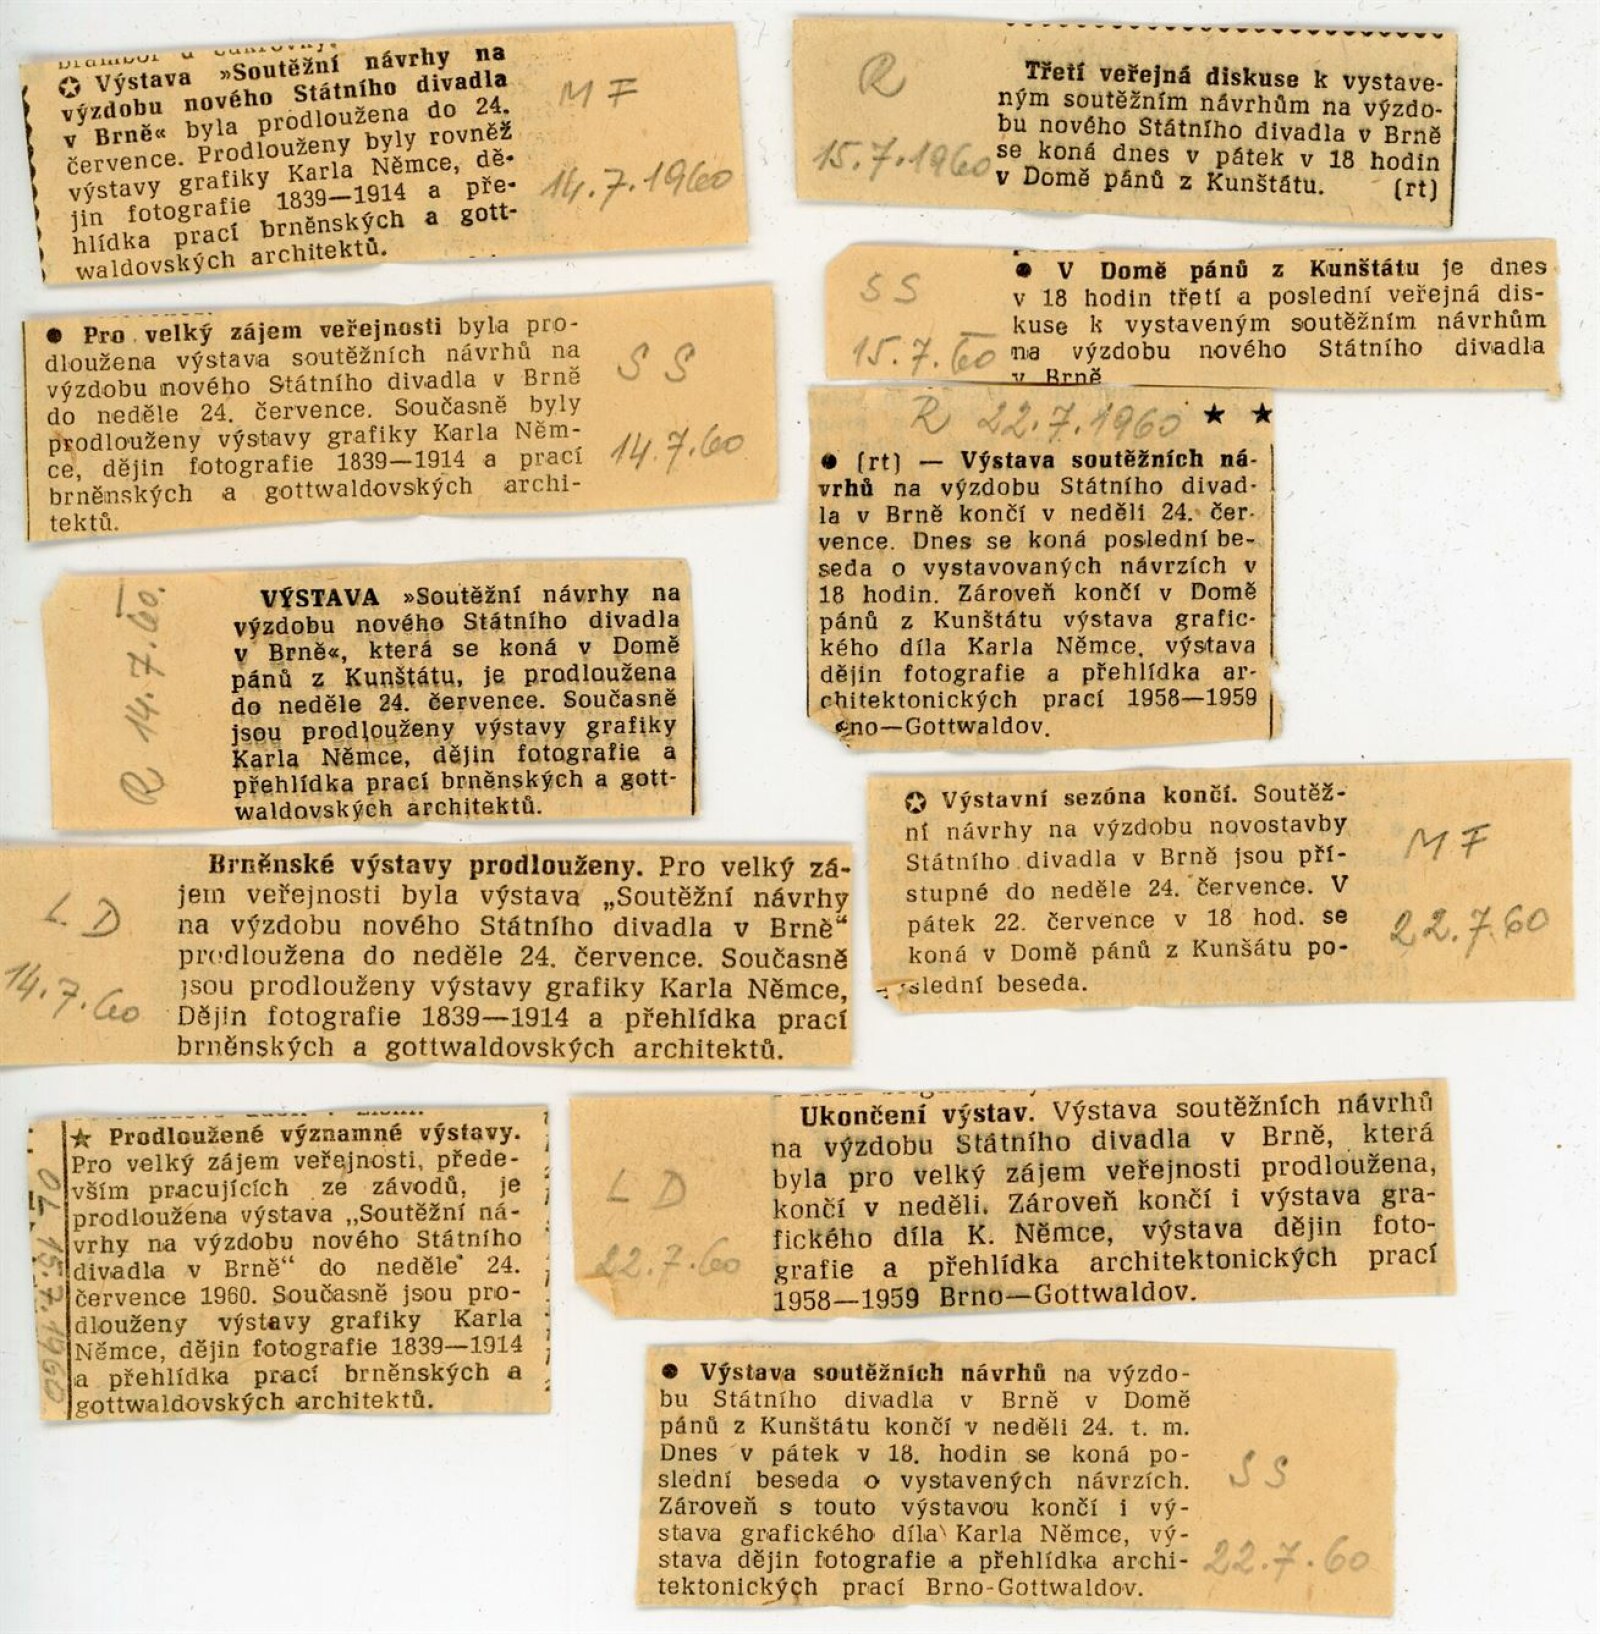 ✪ Výstava »Soutěžní návrhy na
výzdobu nového Státního divadla
v Brně« byla prodloužena do 24.
července. Prodlouženy byly rovněž
výstavy grafiky Karla Němce, dě-
jin fotografie 1839—1914 a pře-
hlídka prací brněnských a gott-
waldovských architektů.
M F
14.7.1960
● Pro velký zájem veřejnosti byla pro-
dloužena výstava soutěžních návrhů na
výzdobu nového Státního divadla v Brně
do neděle 24. července. Současně byly
prodlouženy výstavy grafiky Karla Něm-
ce, dějin fotografie 1839—1914 a prací
brněnských a gottwaldovských archi-
tektů.
S S
14.7.60
R 14.7.60.
VÝSTAVA »Soutěžní návrhy na
výzdobu nového Státního divadla
v Brně«, která se koná v Domě
pánů z Kunštátu, je prodloužena
do neděle 24. července. Současně
jsou prodlouženy výstavy grafiky
Karla Němce, dějin fotografie a
přehlídka prací brněnských a gott-
waldovských architektů.
L D
14.7.60
Brněnské výstavy prodlouženy. Pro velký zá-
jem veřejnosti byla výstava „Soutěžní návrhy
na výzdobu nového Státního divadla v Brně“
prodloužena do neděle 24. července. Současně
jsou prodlouženy výstavy grafiky Karla Němce,
Dějin fotografie 1839—1914 a přehlídka prací
brněnských a gottwaldovských architektů.
15.7.1960
★ Prodloužené významné výstavy.
Pro velký zájem veřejnosti, přede-
vším pracujících ze závodů, je
prodloužena výstava „Soutěžní ná-
vrhy na výzdobu nového Státního
divadla v Brně“ do neděle 24.
července 1960. Současně jsou pro-
dlouženy výstavy grafiky Karla
Němce, dějin fotografie 1839—1914
a přehlídka prací brněnských a
gottwaldovských architektů.
R
15.7.1960
Třetí veřejná diskuse k vystave-
ným soutěžním návrhům na výzdo-
bu nového Státního divadla v Brně
se koná dnes v pátek v 18 hodin
v Domě pánů z Kunštátu. (rt)
S S
15.7.60
● V Domě pánů z Kunštátu je dnes
v 18 hodin třetí a poslední veřejná dis-
kuse k vystaveným soutěžním návrhům
na výzdobu nového Státního divadla
v Brně
R 22.7.1960 ★ ★
● (rt) — Výstava soutěžních ná-
vrhů na výzdobu Státního divad-
la v Brně končí v neděli 24. čer-
vence. Dnes se koná poslední be-
seda o vystavovaných návrzích v
18 hodin. Zároveň končí v Domě
pánů z Kunštátu výstava grafic-
kého díla Karla Němce, výstava
dějin fotografie a přehlídka ar-
chitektonických prací 1958—1959
no—Gottwaldov.
✪ Výstavní sezóna končí. Soutěž-
ní návrhy na výzdobu novostavby
Státního divadla v Brně jsou pří-
stupné do neděle 24. července. V
pátek 22. července v 18 hod. se
koná v Domě pánů z Kunšátu po-
slední beseda.
M F
22.7.60
L D
22.7.60
Ukončení výstav. Výstava soutěžních návrhů
na výzdobu Státního divadla v Brně, která
byla pro velký zájem veřejnosti prodloužena,
končí v neděli. Zároveň končí i výstava gra-
fického díla K. Němce, výstava dějin foto-
grafie a přehlídka architektonických prací
1958—1959 Brno—Gottwaldov.
● Výstava soutěžních návrhů na výzdo-
bu Státního divadla v Brně v Domě
pánů z Kunštátu končí v neděli 24. t. m.
Dnes v pátek v 18. hodin se koná po-
slední beseda o vystavených návrzích.
Zároveň s touto výstavou končí i vý-
stava grafického díla Karla Němce, vý-
stava dějin fotografie a přehlídka archi-
tektonických prací Brno-Gottwaldov.
S S
22.7.60